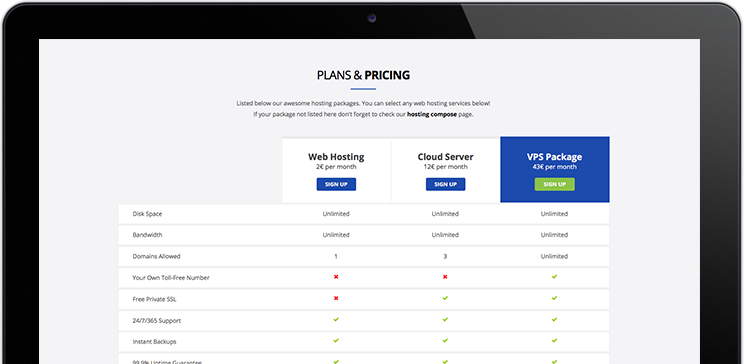 PLANS & PRICING
Listed below our awesome hosting packages. You can select any web hosting services below!
If your package not listed here don't forget to check our hosting compose page.
Web Hosting Cloud Server VPS Package
2€ per month 12€ per month 43€ per month
SIGN UP SIGN UP SIGN UP
Disk Space Unlimited Unlimited Unlimited
Bandwidth Unlimited Unlimited Unlimited
Domains Allowed 1 3 Unlimited
Your Own Toll-Free Number
Free Private SSL
24/7/365 Support
Instant Backups
99.9% Uptime Guarantee